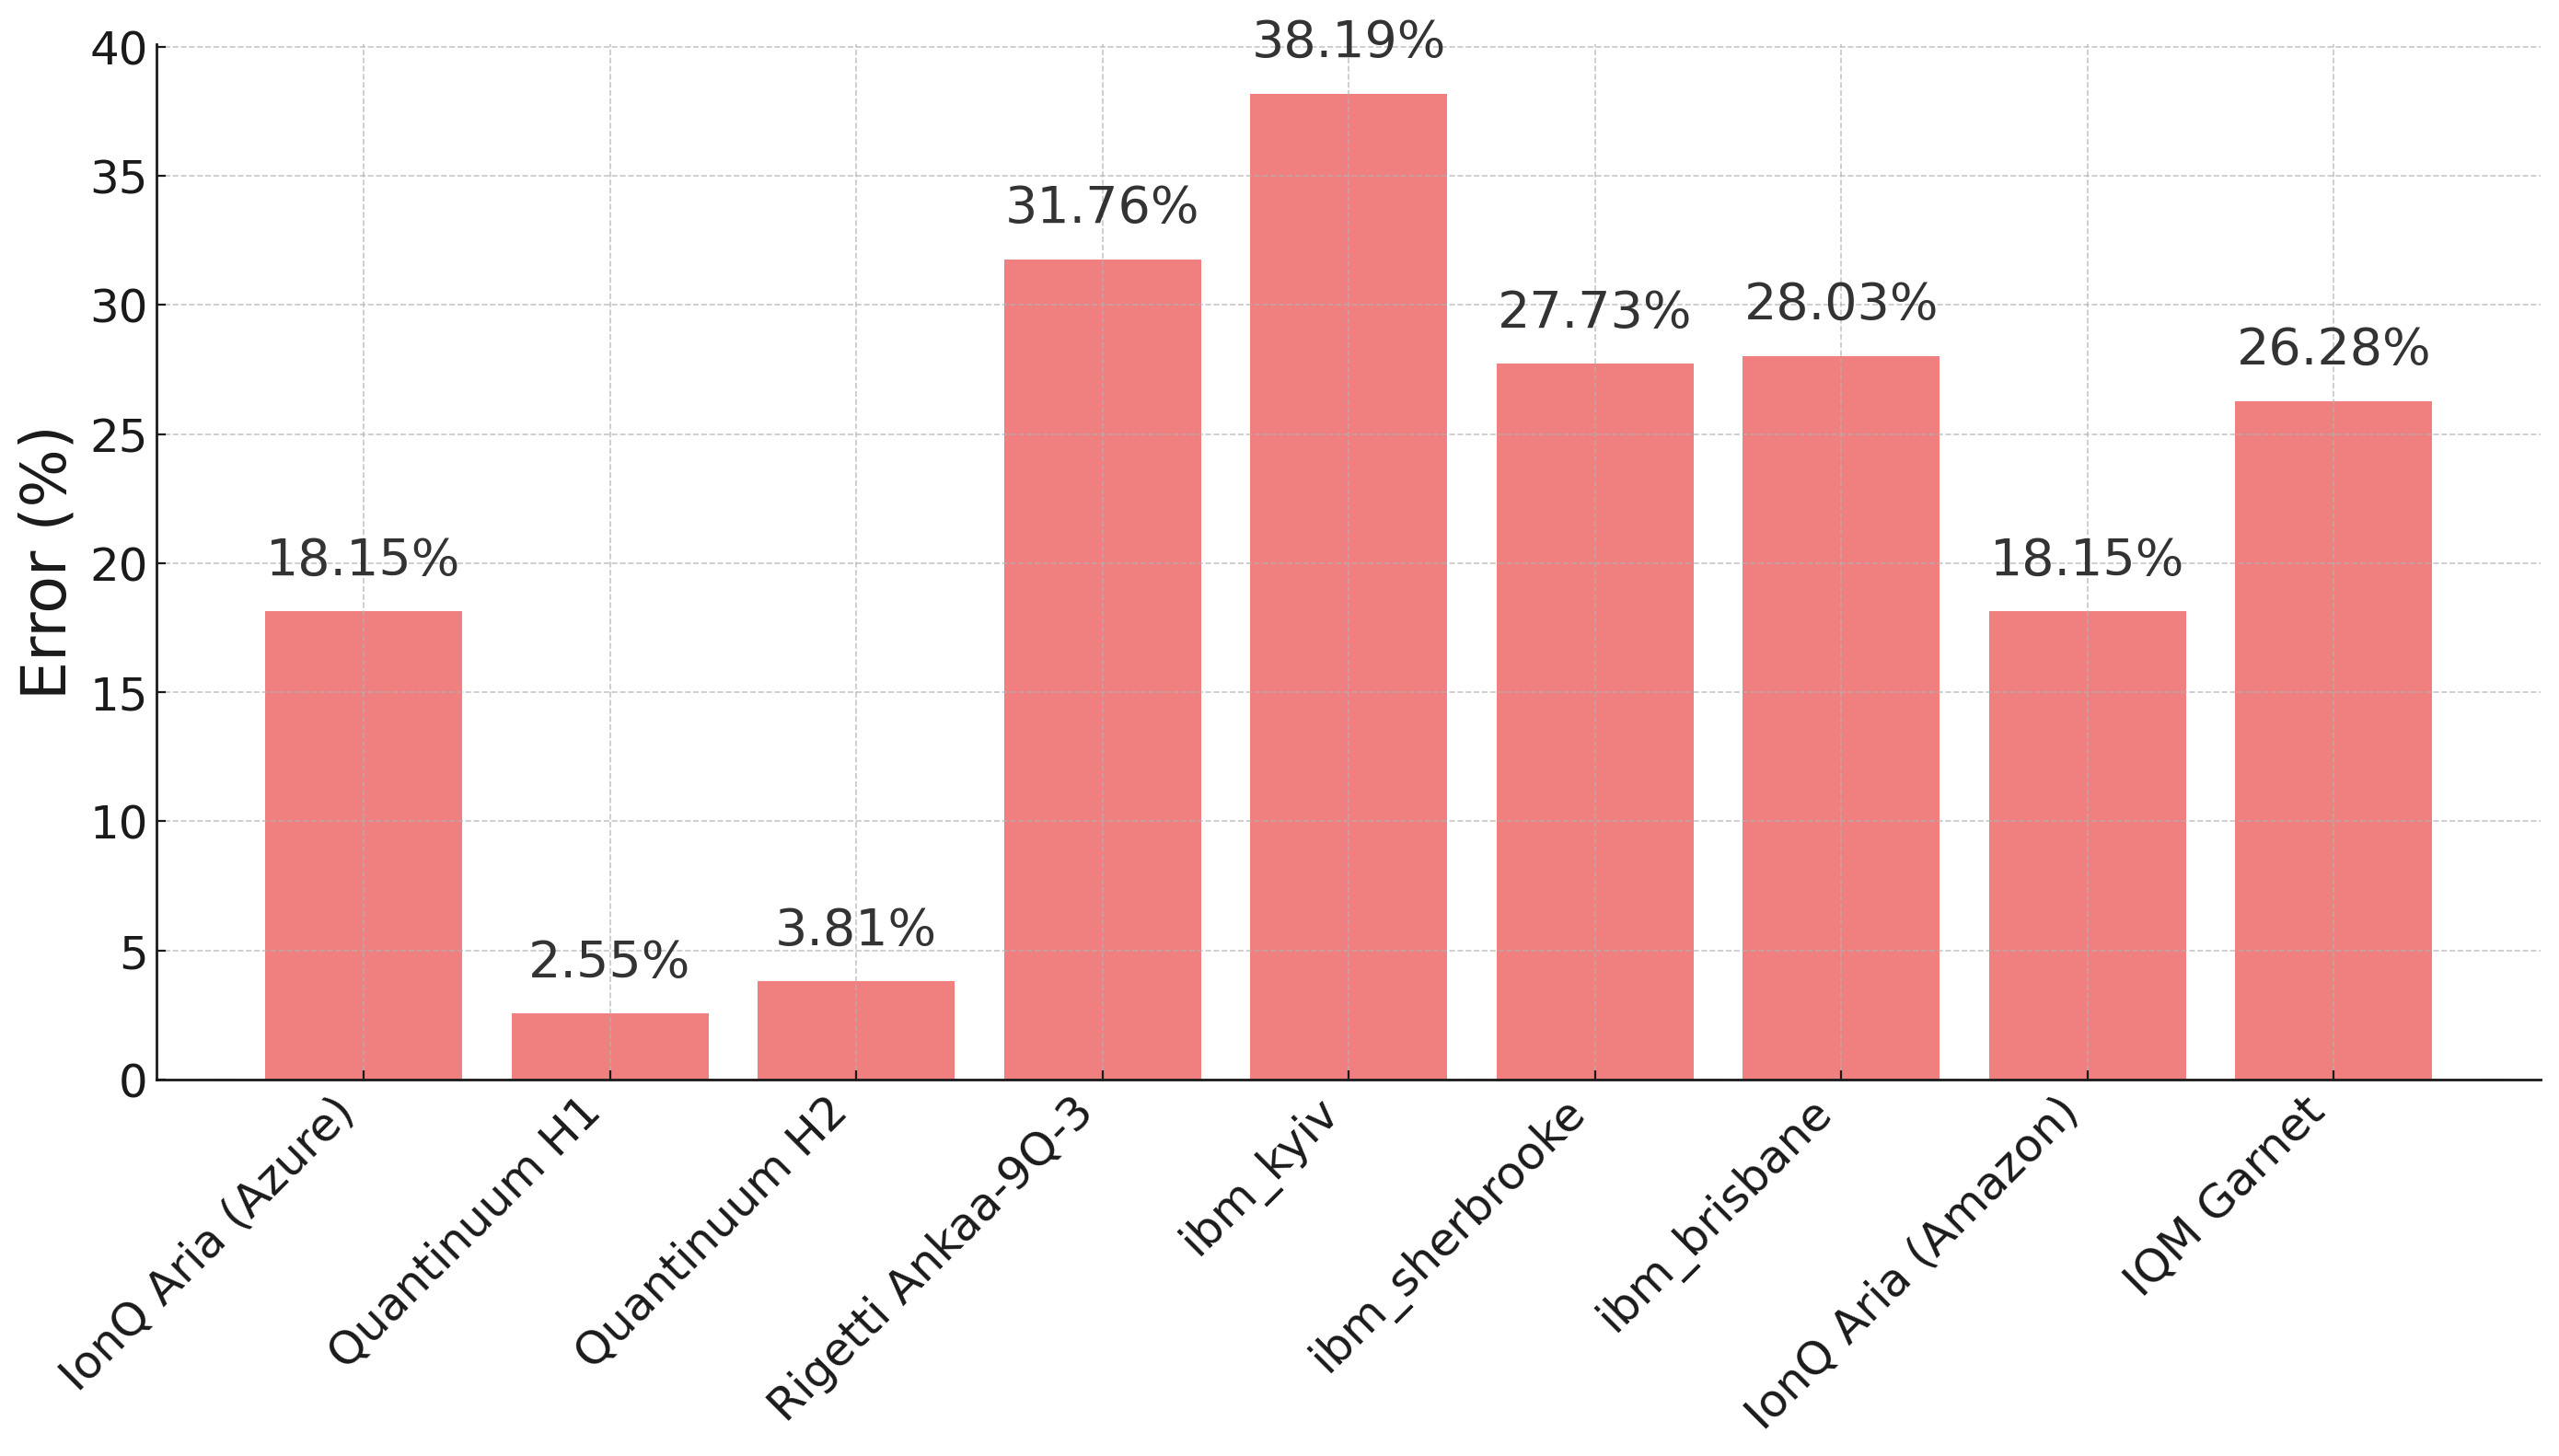 Error (%)
40
35
30
25
20
15
10
5
0
18.15%
2.55%
3.81%
31.76%
38.19%
27.73%
28.03%
18.15%
26.28%
IonQ Aria (Azure)
Quantinuum H1
Quantinuum H2
Rigetti Ankaa-9Q-3
ibm_kyiv
ibm_sherbrooke
ibm_brisbane
IonQ Aria (Amazon)
IQM Garnet